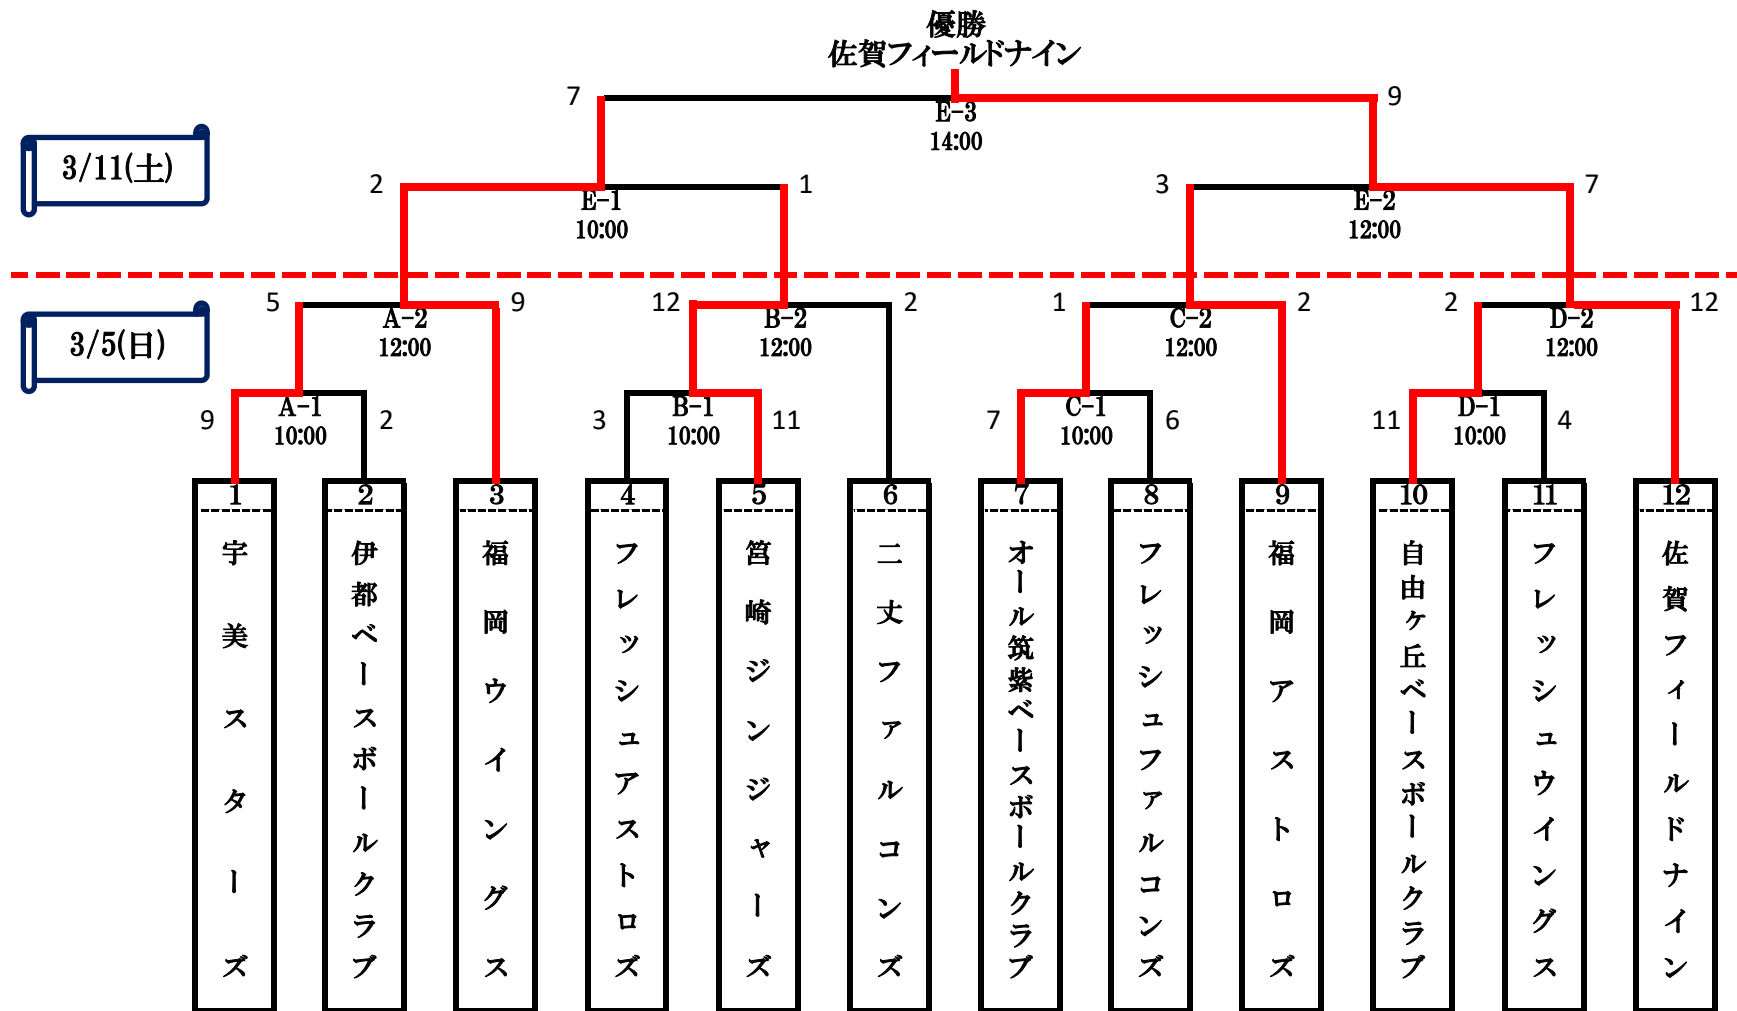 優勝
佐賀フィールドナイン
7
9
E-3
14:00
3/11(土)
2
1
3
7
E-1
10:00
E-2
12:00
5
9
12
2
1
2
2
12
A-2
12:00
B-2
12:00
C-2
12:00
D-2
12:00
3/5(日)
9
2
3
11
7
6
11
4
A-1
10:00
B-1
10:00
C-1
10:00
D-1
10:00
1
宇美スターズ
2
伊都ベースボールクラブ
3
福岡ウイングス
4
フレッシュアストロズ
5
筥崎ジンジャーズ
6
二丈ファルコンズ
7
オール筑紫ベースボールクラブ
8
フレッシュファルコンズ
9
福岡アストロズ
10
自由ヶ丘ベースボールクラブ
11
フレッシュウイングス
12
佐賀フィールドナイン